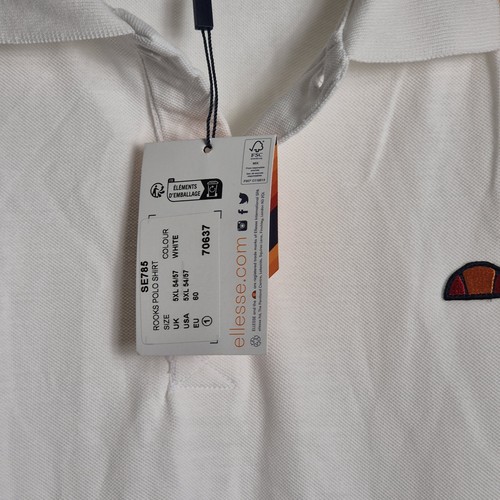 FSC
ÉLÉMENTS
D'EMBALLAGE
SE785
ROOKS POLO SHIRT
COLOUR
WHITE
70637
SIZE
UK 5XL 54/57
USA 5XL 54/57
EU 60
1
ellesse.com